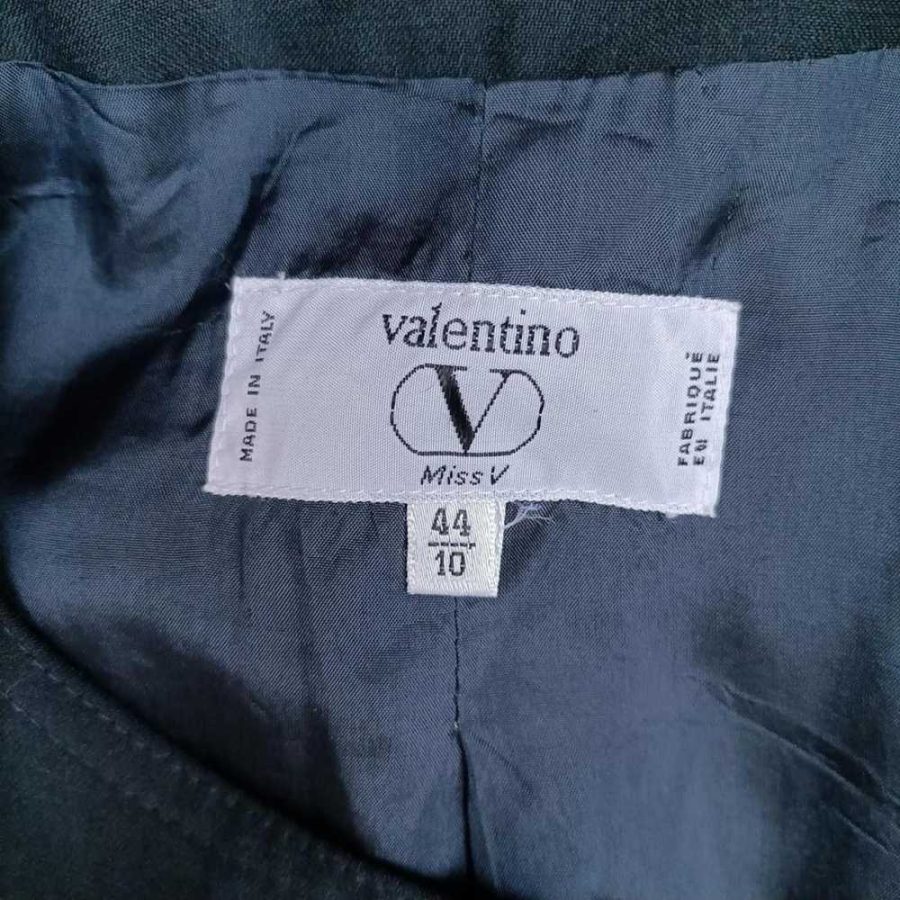 MADE IN ITALY
valentino
V
Miss V
FABRIQUÉ
EN ITALIE
44
10